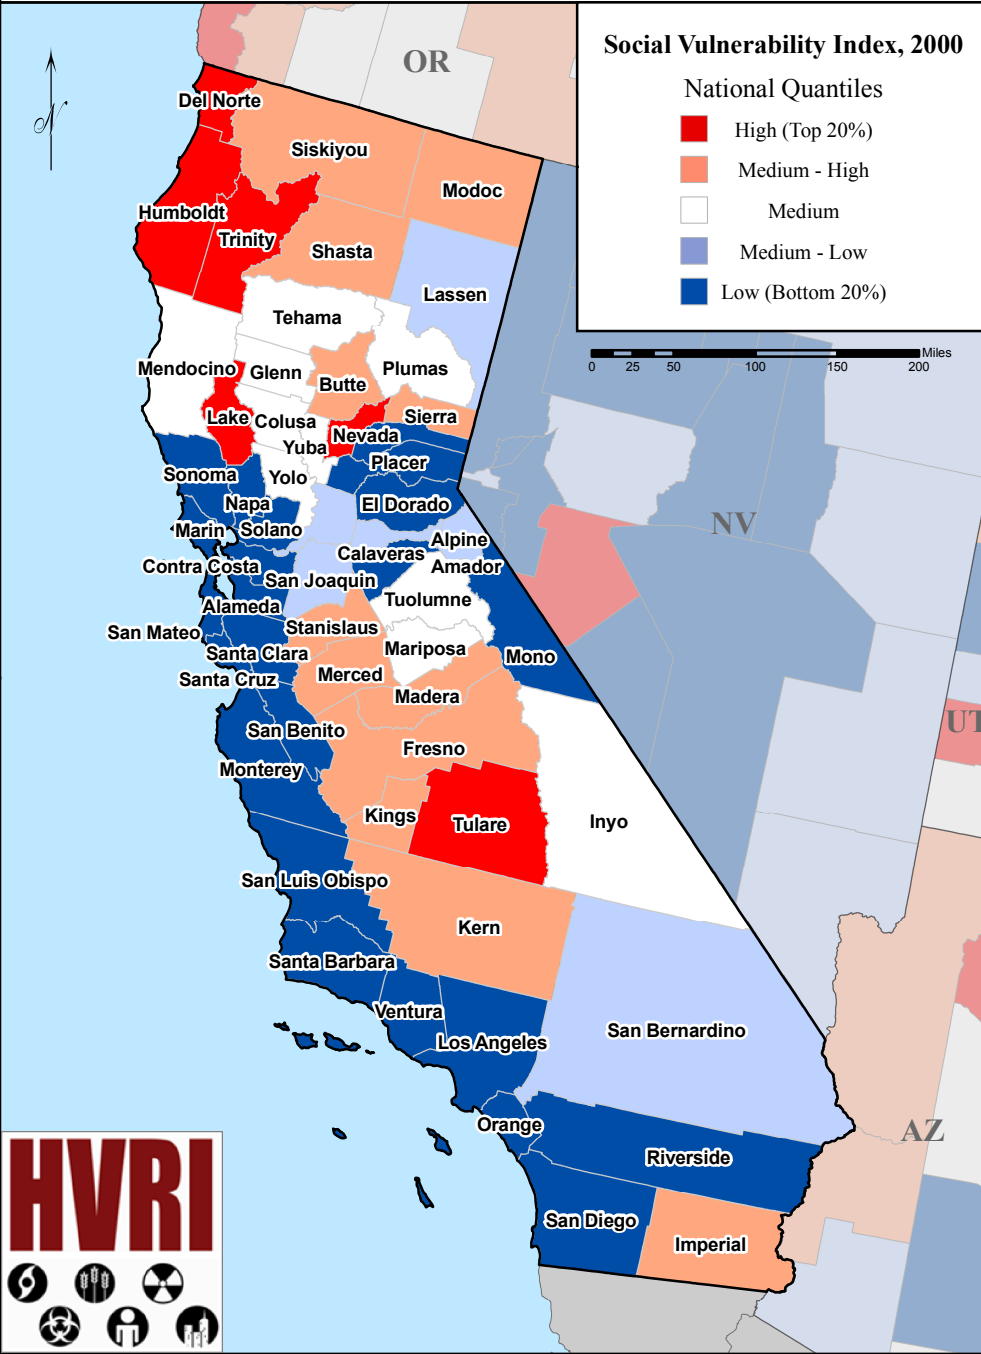 Social Vulnerability Index, 2000
National Quantiles
High (Top 20%)
Medium - High
Medium
Medium - Low
Low (Bottom 20%)
Miles
0 25 50 100 150 200
N
OR
NV
UT
AZ
Del Norte
Siskiyou
Modoc
Humboldt
Trinity
Shasta
Lassen
Tehama
Mendocino
Glenn
Butte
Plumas
Lake
Colusa
Sierra
Yuba
Nevada
Placer
Sonoma
Yolo
Napa
El Dorado
Marin
Solano
Alpine
Calaveras
Amador
Contra Costa
San Joaquin
Tuolumne
Alameda
Stanislaus
San Mateo
Mariposa
Santa Clara
Mono
Santa Cruz
Merced
Madera
San Benito
Fresno
Monterey
Kings
Tulare
Inyo
San Luis Obispo
Kern
Santa Barbara
Ventura
San Bernardino
Los Angeles
Orange
Riverside
San Diego
Imperial
HVRI